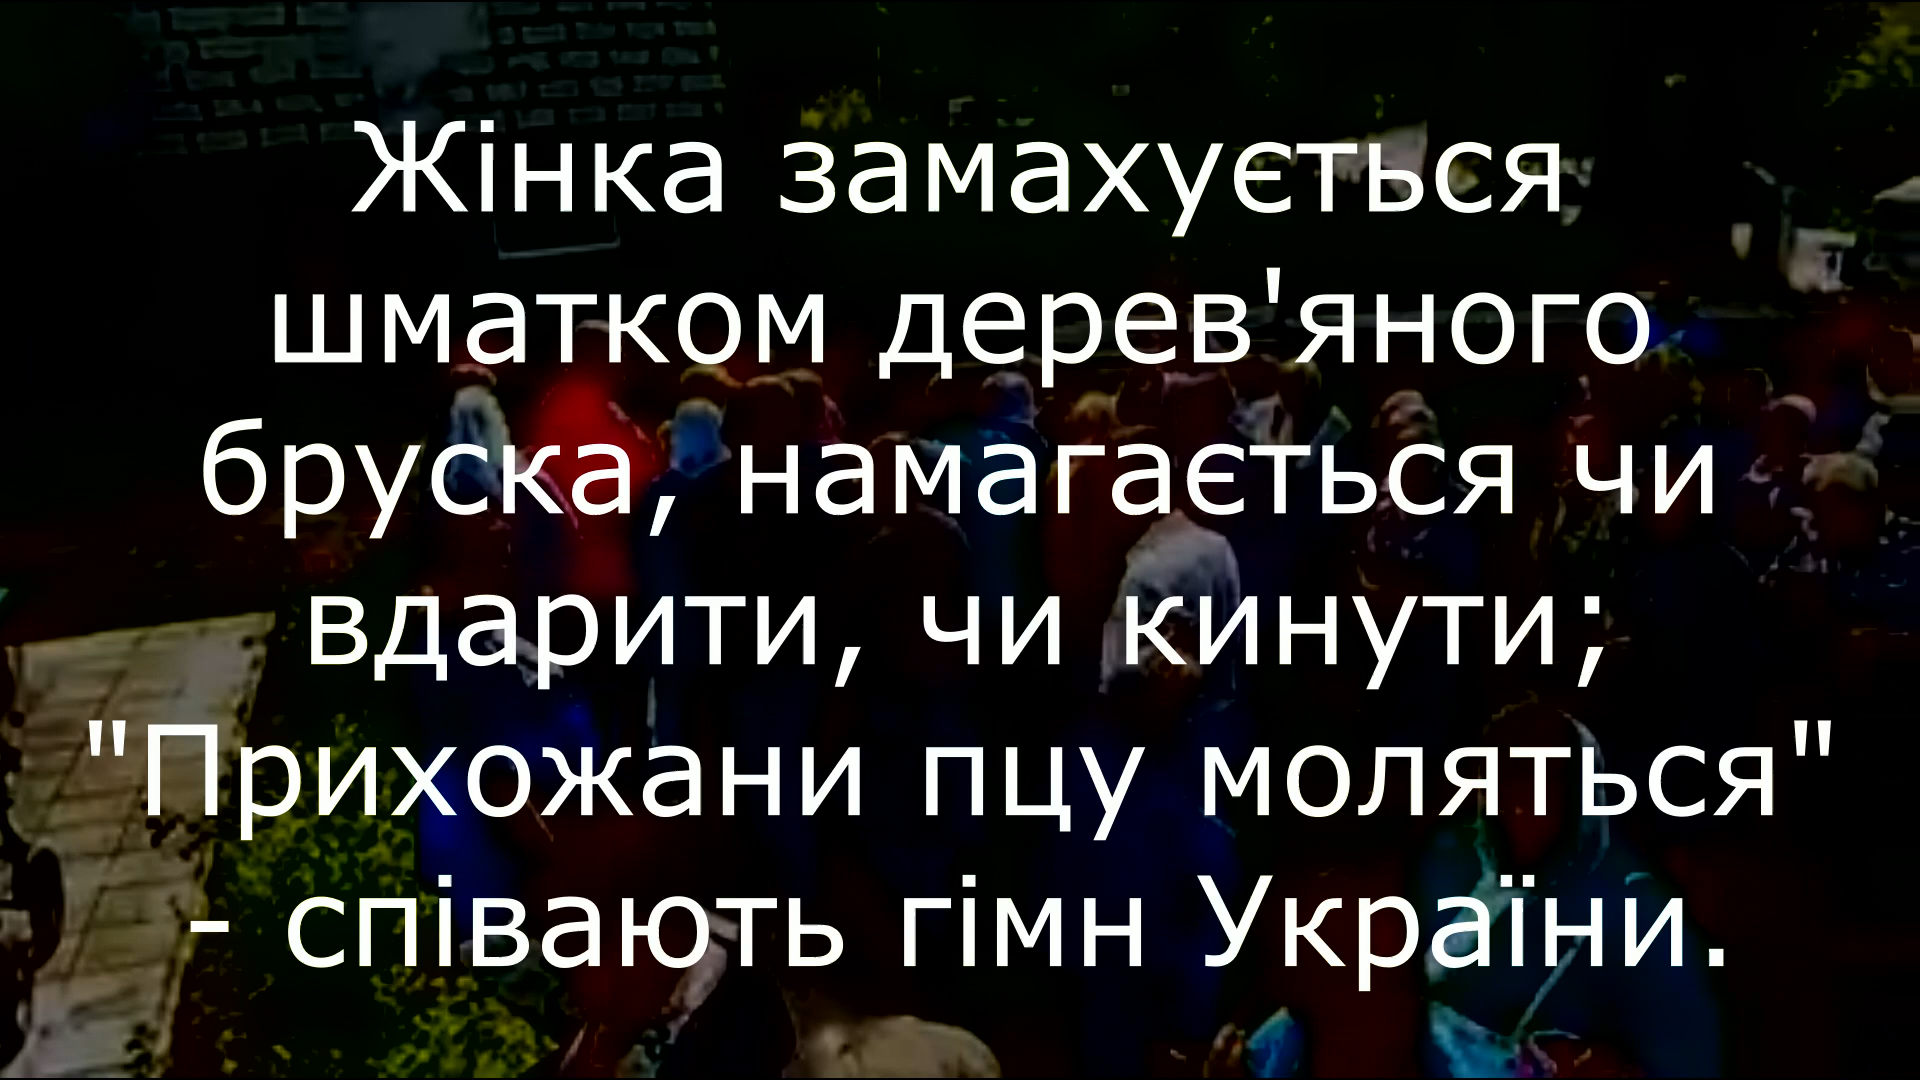 Жінка замахується
шматком дерев'яного
бруска, намагається чи
вдарити, чи кинути;
"Прихожани пцу моляться"
- співають гімн України.